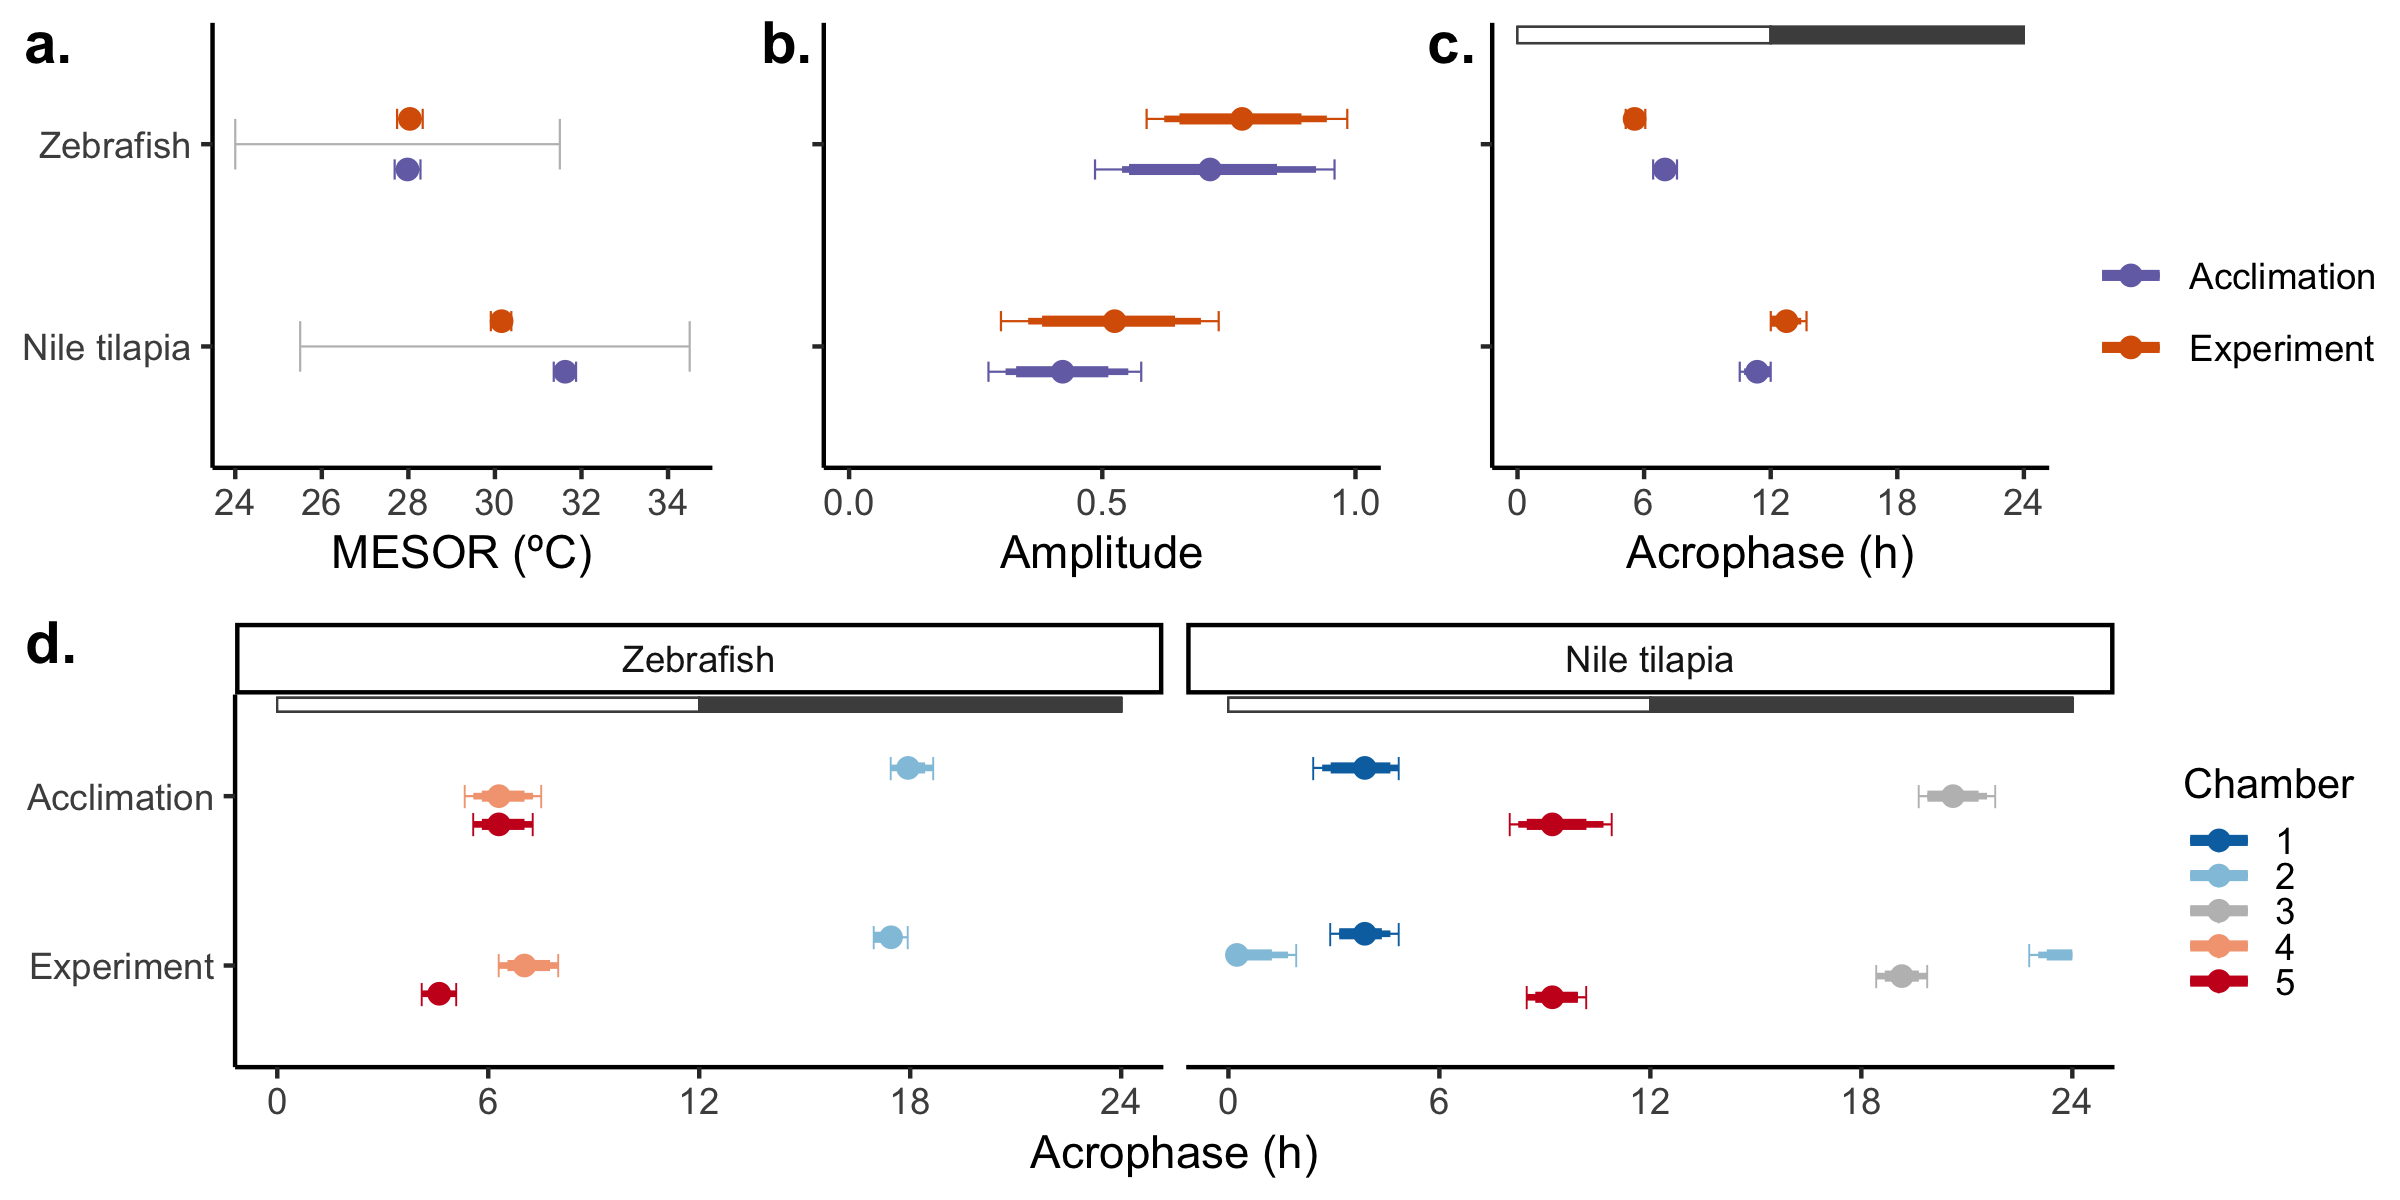 a.
b.
c.
Zebrafish
Nile tilapia
24 26 28 30 32 34
MESOR (ºC)
0.0 0.5 1.0
Amplitude
0 6 12 18 24
Acrophase (h)
Acclimation
Experiment
d.
Zebrafish
Nile tilapia
Acclimation
Experiment
0 6 12 18 24
0 6 12 18 24
Acrophase (h)
Chamber
1
2
3
4
5